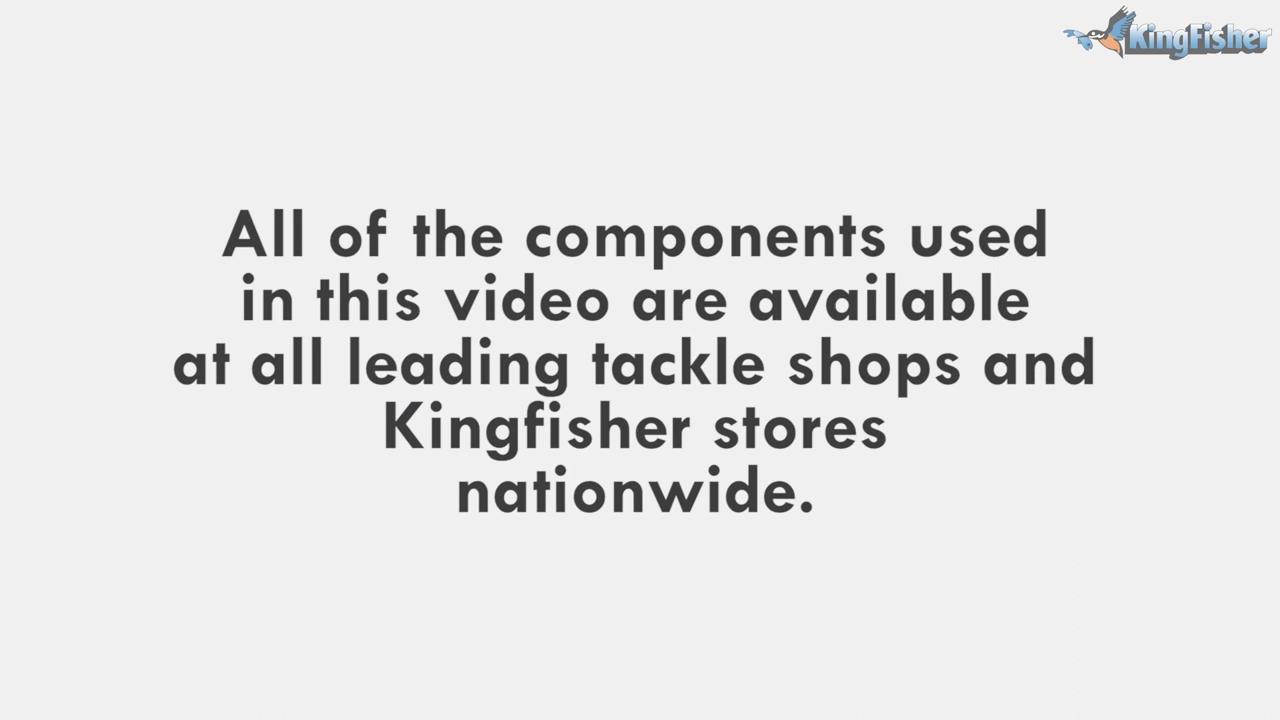 KingFisher
All of the components used
in this video are available
at all leading tackle shops and
Kingfisher stores
nationwide.